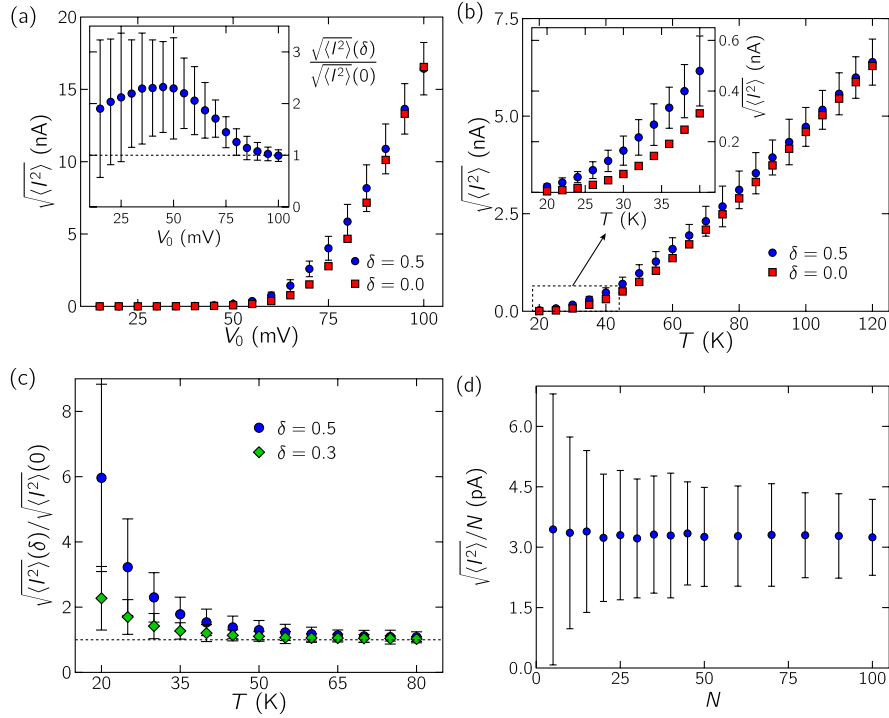 (a)
√⟨I²⟩ (nA)
20
15
10
5
0
25 50 75 100
V₀ (mV)
3
2
1
0
√⟨I²⟩(δ)
√⟨I²⟩(0)
25 50 75 100
V₀ (mV)
δ = 0.5
δ = 0.0
(b)
√⟨I²⟩ (nA)
7.5
5.0
2.5
0.0
20 40 60 80 100 120
T (K)
0.6
0.4
0.2
√⟨I²⟩ (nA)
20 25 30 35
T (K)
δ = 0.5
δ = 0.0
(c)
√⟨I²⟩(δ)/√⟨I²⟩(0)
8
6
4
2
0
20 35 50 65 80
T (K)
δ = 0.5
δ = 0.3
(d)
√⟨I²⟩/N (pA)
6.0
4.5
3.0
1.5
0.0
0 25 50 75 100
N